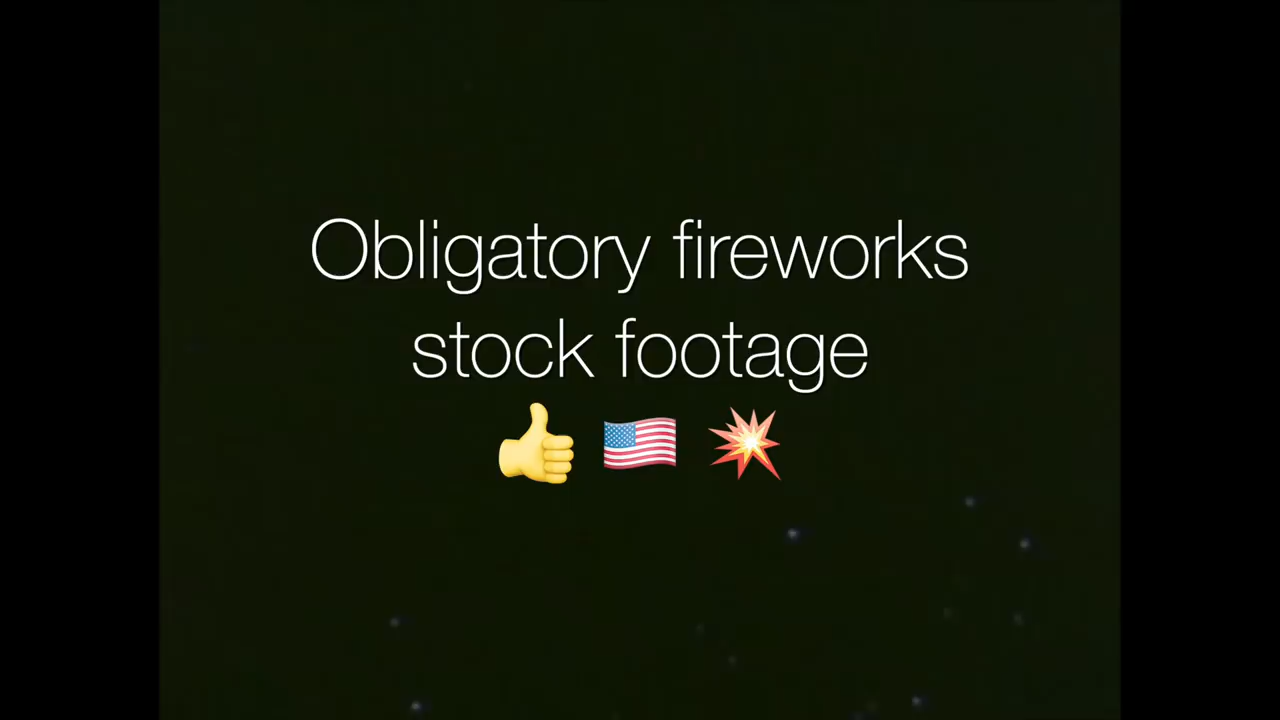 Obligatory fireworks
stock footage
👍 🇺🇸 💥